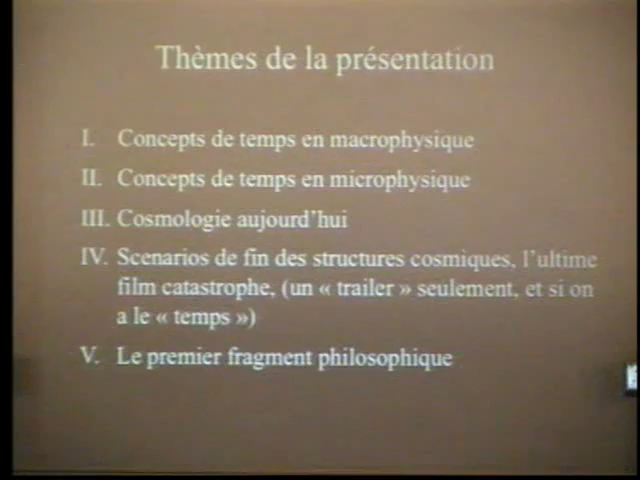 Thèmes de la présentation
I. Concepts de temps en macrophysique
II. Concepts de temps en microphysique
III. Cosmologie aujourd’hui
IV. Scenarios de fin des structures cosmiques, l’ultime
film catastrophe, (un « trailer » seulement, et si on
a le « temps »)
V. Le premier fragment philosophique